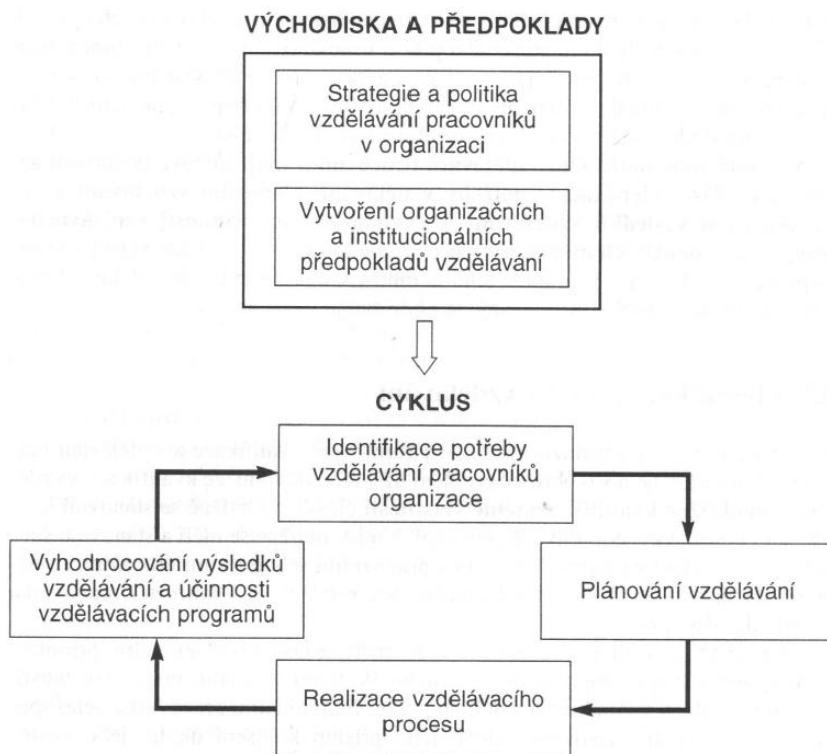 VÝCHODISKA A PŘEDPOKLADY
Strategie a politika
vzdělávání pracovníků
v organizaci
Vytvoření organizačních
a institucionálních
předpokladů vzdělávání
CYKLUS
Identifikace potřeby
vzdělávání pracovníků
organizace
Vyhodnocování výsledků
vzdělávání a účinnosti
vzdělávacích programů
Plánování vzdělávání
Realizace vzdělávacího
procesu